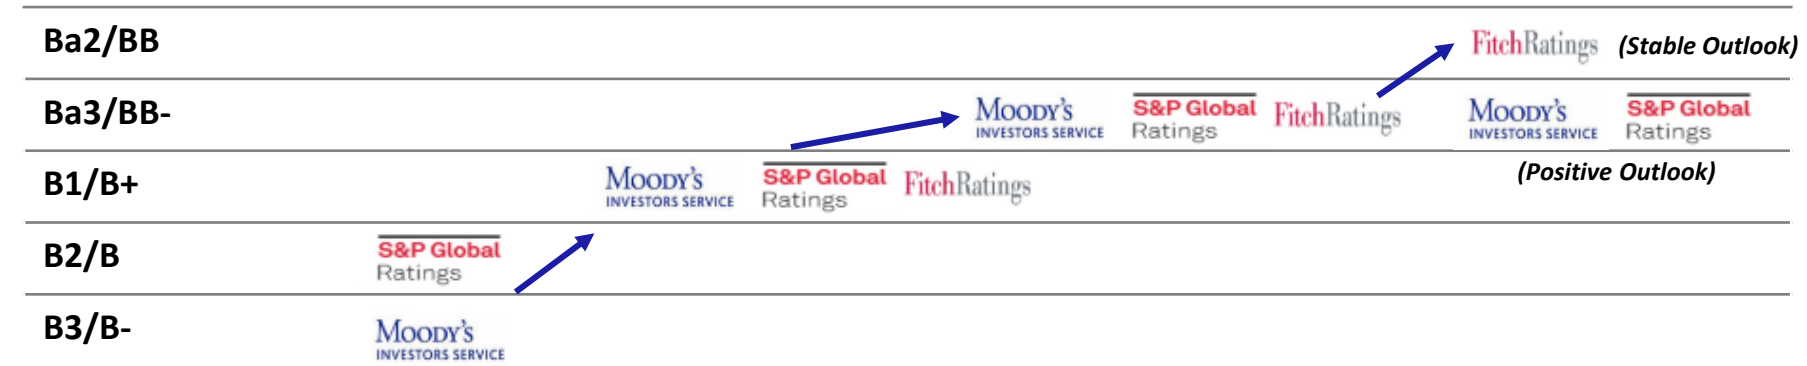 Ba2/BB
FitchRatings (Stable Outlook)
Ba3/BB-
MOODY'S INVESTORS SERVICE
S&P Global Ratings
FitchRatings
MOODY'S INVESTORS SERVICE
S&P Global Ratings
(Positive Outlook)
B1/B+
MOODY'S INVESTORS SERVICE
S&P Global Ratings
FitchRatings
B2/B
S&P Global Ratings
B3/B-
MOODY'S INVESTORS SERVICE